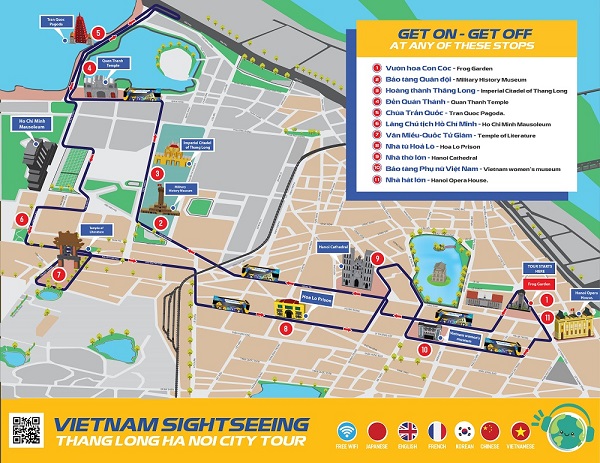 GET ON - GET OFF
AT ANY OF THESE STOPS
1 Vườn hoa Con Cóc - Frog Garden
2 Bảo tàng Quân đội - Military History Museum
3 Hoàng thành Thăng Long - Imperial Citadel of Thang Long
4 Đền Quán Thánh - Quan Thanh Temple
5 Chùa Trấn Quốc - Tran Quoc Pagoda.
6 Lăng Chủ tịch Hồ Chí Minh - Ho Chi Minh Mausoleum
7 Văn Miếu-Quốc Tử Giám - Temple of Literature
8 Nhà tù Hoả Lò - Hoa Lo Prison
9 Nhà thờ lớn - Hanoi Cathedral
10 Bảo tàng Phụ nữ Việt Nam - Vietnam women's museum
11 Nhà hát lớn - Hanoi Opera House.
Tran Quoc
Pagoda
5
4
Quan Thanh
Temple
Ho Chi Minh
Mausoleum
Imperial Citadel
of Thang Long
3
Military
History Museum
2
6
Temple of
Literature
7
Hanoi Cathedral
9
TOUR STARTS
HERE
Frog Garden
1
Hanoi Opera
House
11
Hoa Lo Prison
8
Vietnam women's
museum
10
VIETNAM SIGHTSEEING
THANG LONG HA NOI CITY TOUR
FREE WIFI
JAPANESE
ENGLISH
FRENCH
KOREAN
CHINESE
VIETNAMESE